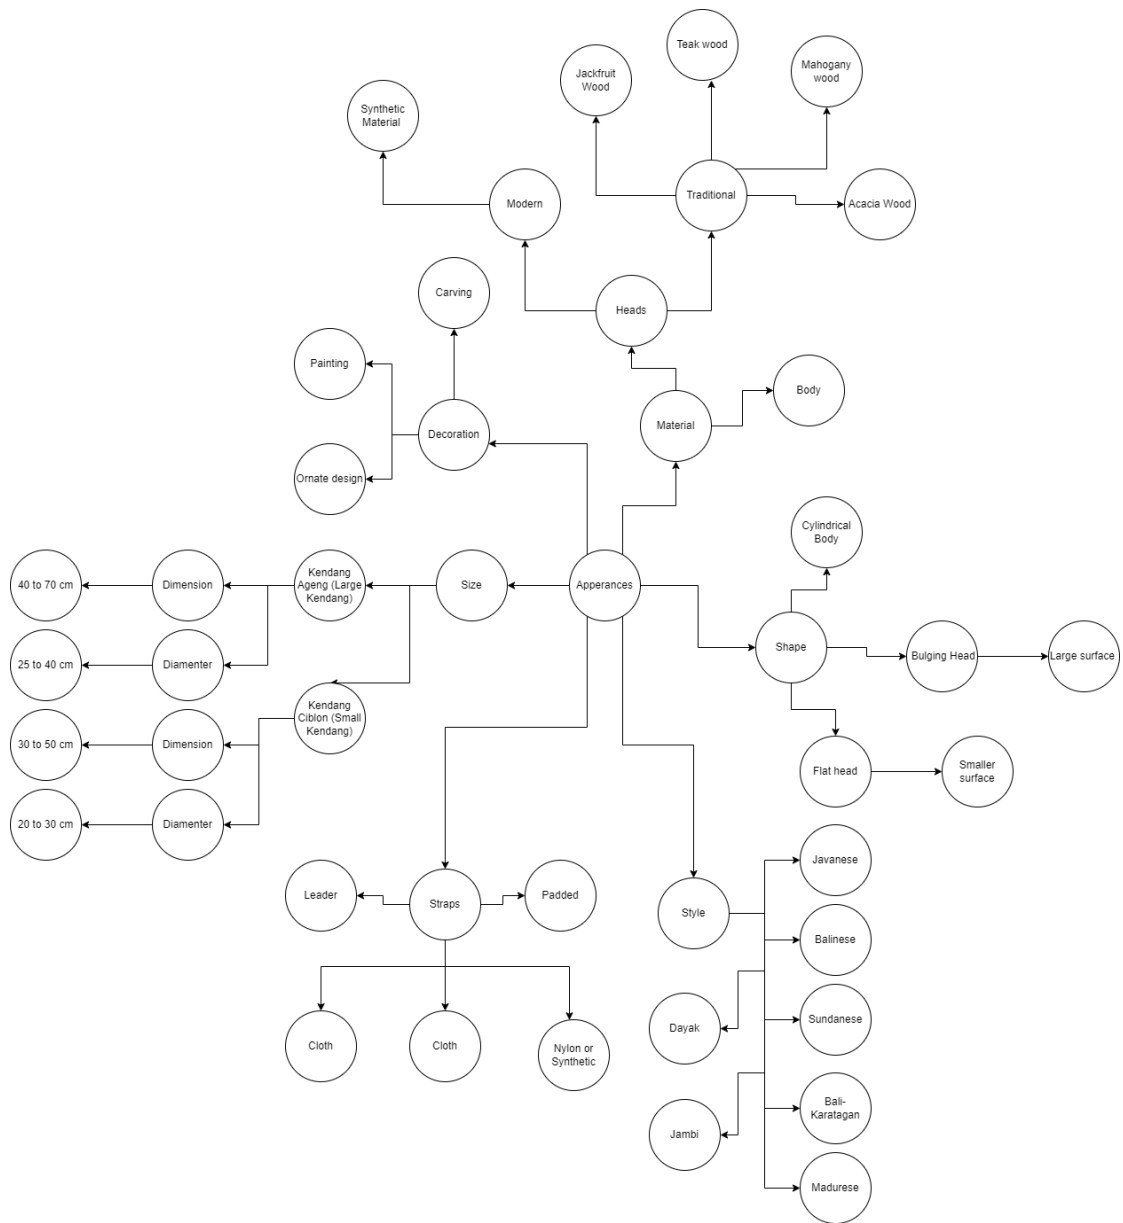 Teak wood
Mahogany
wood
Jackfruit
Wood
Synthetic
Material
Modern
Traditional
Acacia Wood
Carving
Heads
Painting
Body
Decoration
Material
Ornate design
Cylindrical
Body
40 to 70 cm
Dimension
Kendang
Ageng (Large
Kendang)
Size
Apperances
Shape
Bulging Head
Large surface
25 to 40 cm
Diamenter
Kendang
Ciblon (Small
Kendang)
30 to 50 cm
Dimension
Flat head
Smaller
surface
20 to 30 cm
Diamenter
Javanese
Leader
Straps
Padded
Style
Balinese
Dayak
Sundanese
Cloth
Cloth
Nylon or
Synthetic
Bali-
Karatagan
Jambi
Madurese